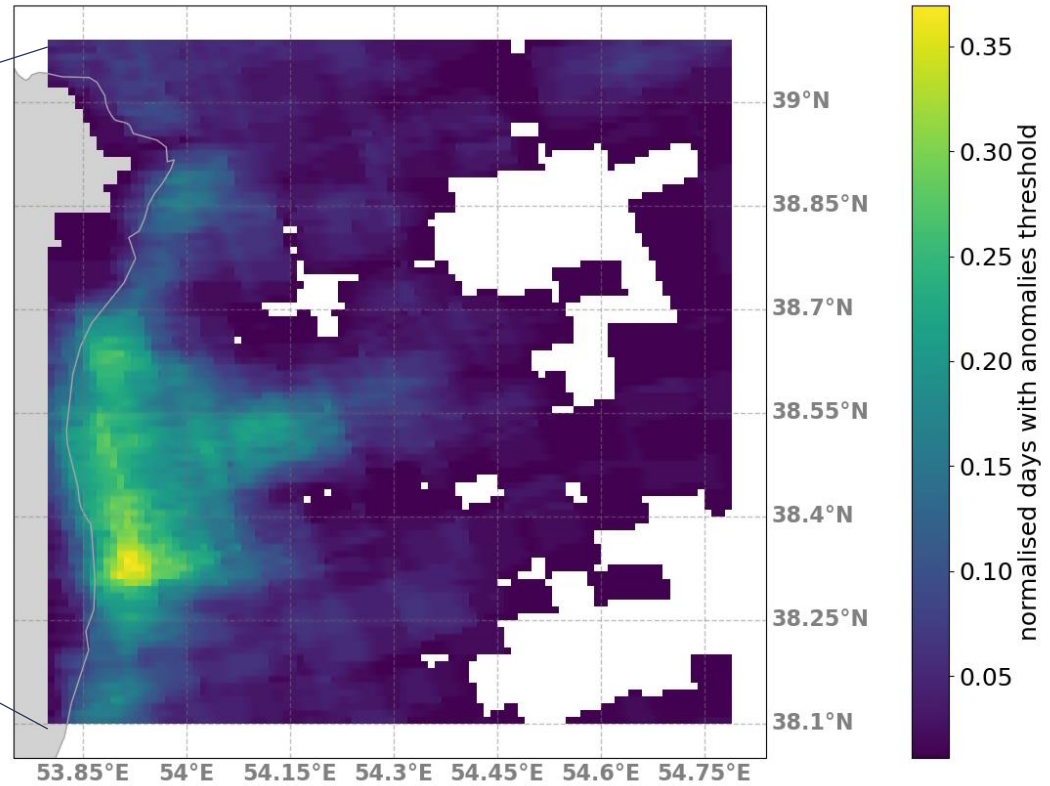 39°N
38.85°N
38.7°N
38.55°N
38.4°N
38.25°N
38.1°N
53.85°E 54°E 54.15°E 54.3°E 54.45°E 54.6°E 54.75°E
0.35
0.30
0.25
0.20
0.15
0.10
0.05
normalised days with anomalies threshold